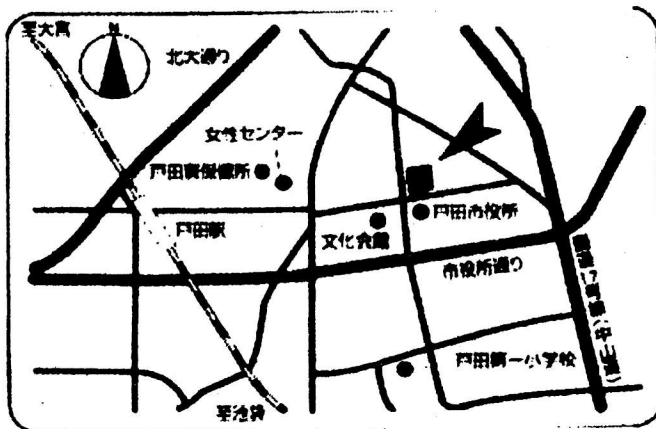 至大宮
N
北大通り
女性センター
戸田蕨保健所
戸田駅
文化会館
戸田市役所
市役所通り
国道17号線(中山道)
戸田第一小学校
至池袋